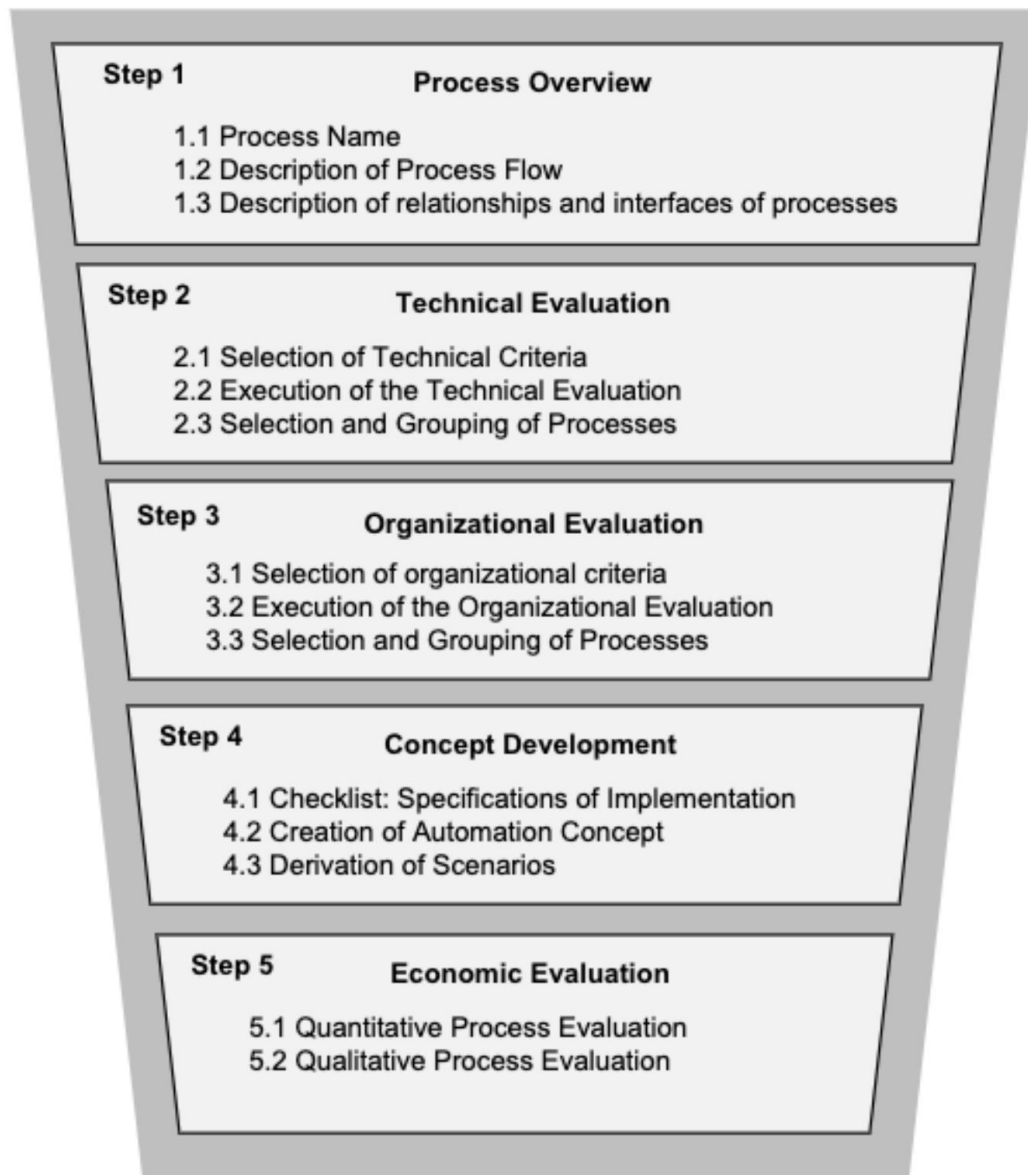 Step 1
Process Overview
1.1 Process Name
1.2 Description of Process Flow
1.3 Description of relationships and interfaces of processes
Step 2
Technical Evaluation
2.1 Selection of Technical Criteria
2.2 Execution of the Technical Evaluation
2.3 Selection and Grouping of Processes
Step 3
Organizational Evaluation
3.1 Selection of organizational criteria
3.2 Execution of the Organizational Evaluation
3.3 Selection and Grouping of Processes
Step 4
Concept Development
4.1 Checklist: Specifications of Implementation
4.2 Creation of Automation Concept
4.3 Derivation of Scenarios
Step 5
Economic Evaluation
5.1 Quantitative Process Evaluation
5.2 Qualitative Process Evaluation